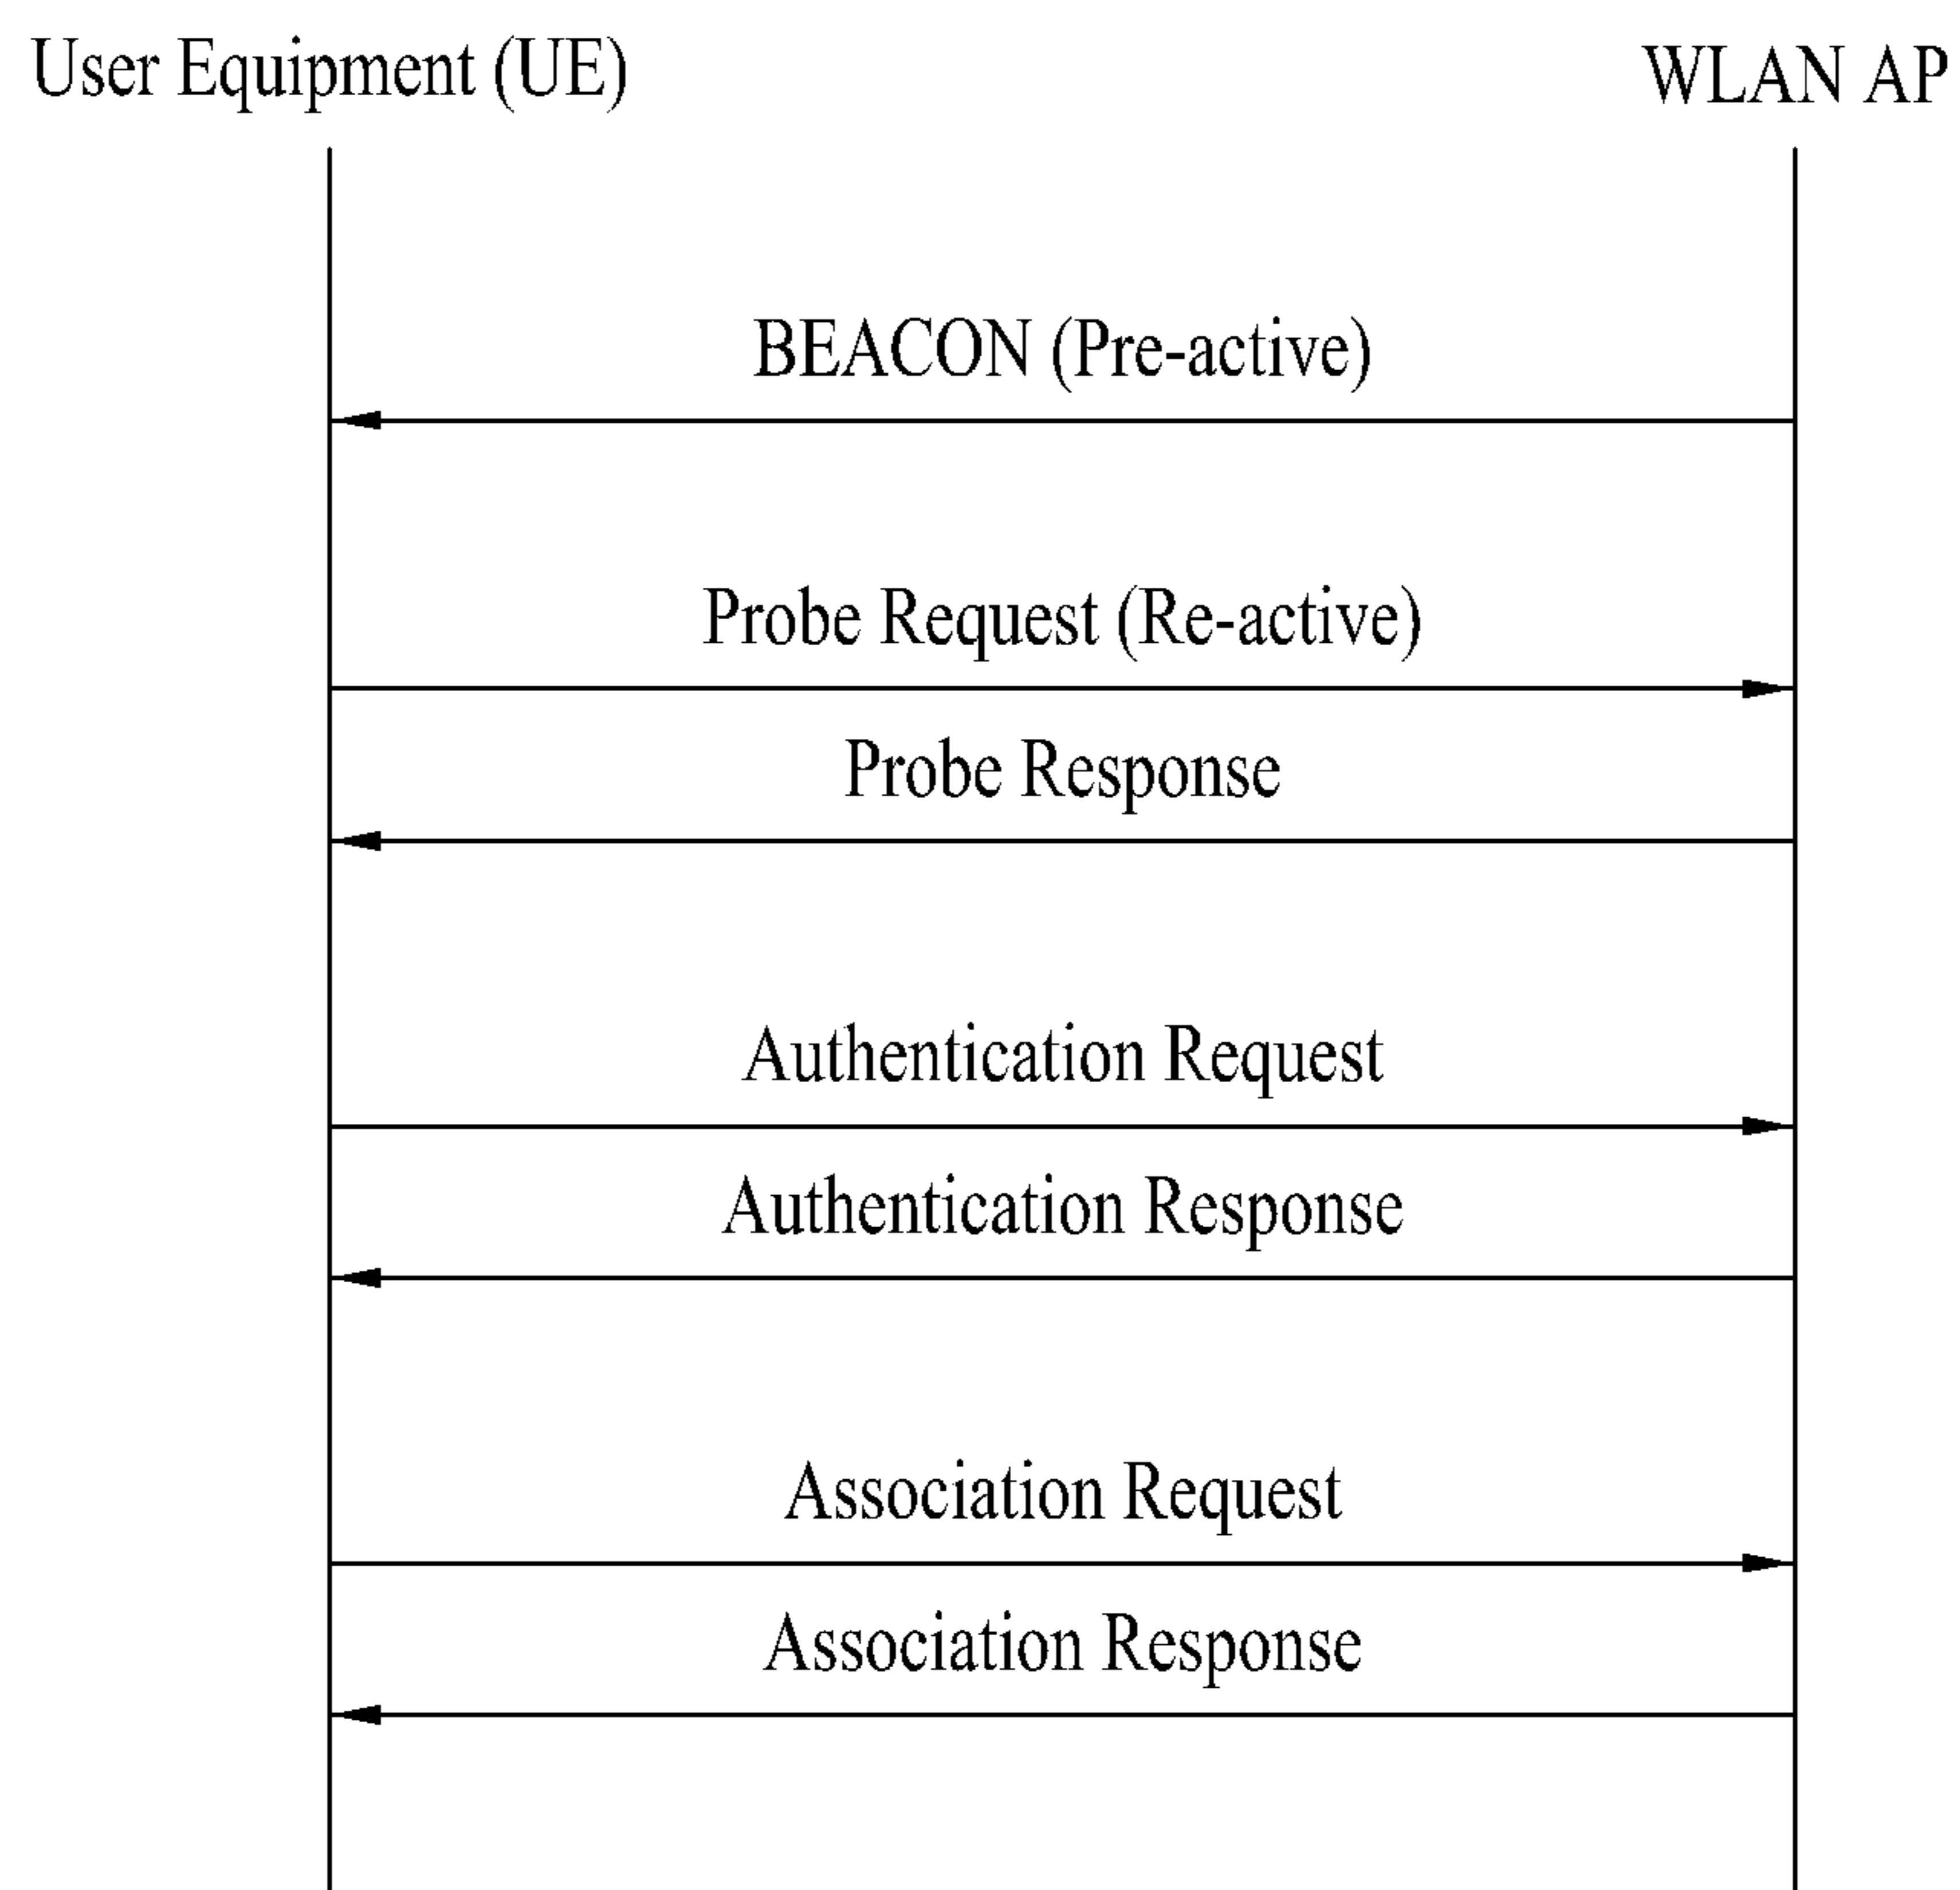 User Equipment (UE)
WLAN AP
BEACON (Pre-active)
Probe Request (Re-active)
Probe Response
Authentication Request
Authentication Response
Association Request
Association Response